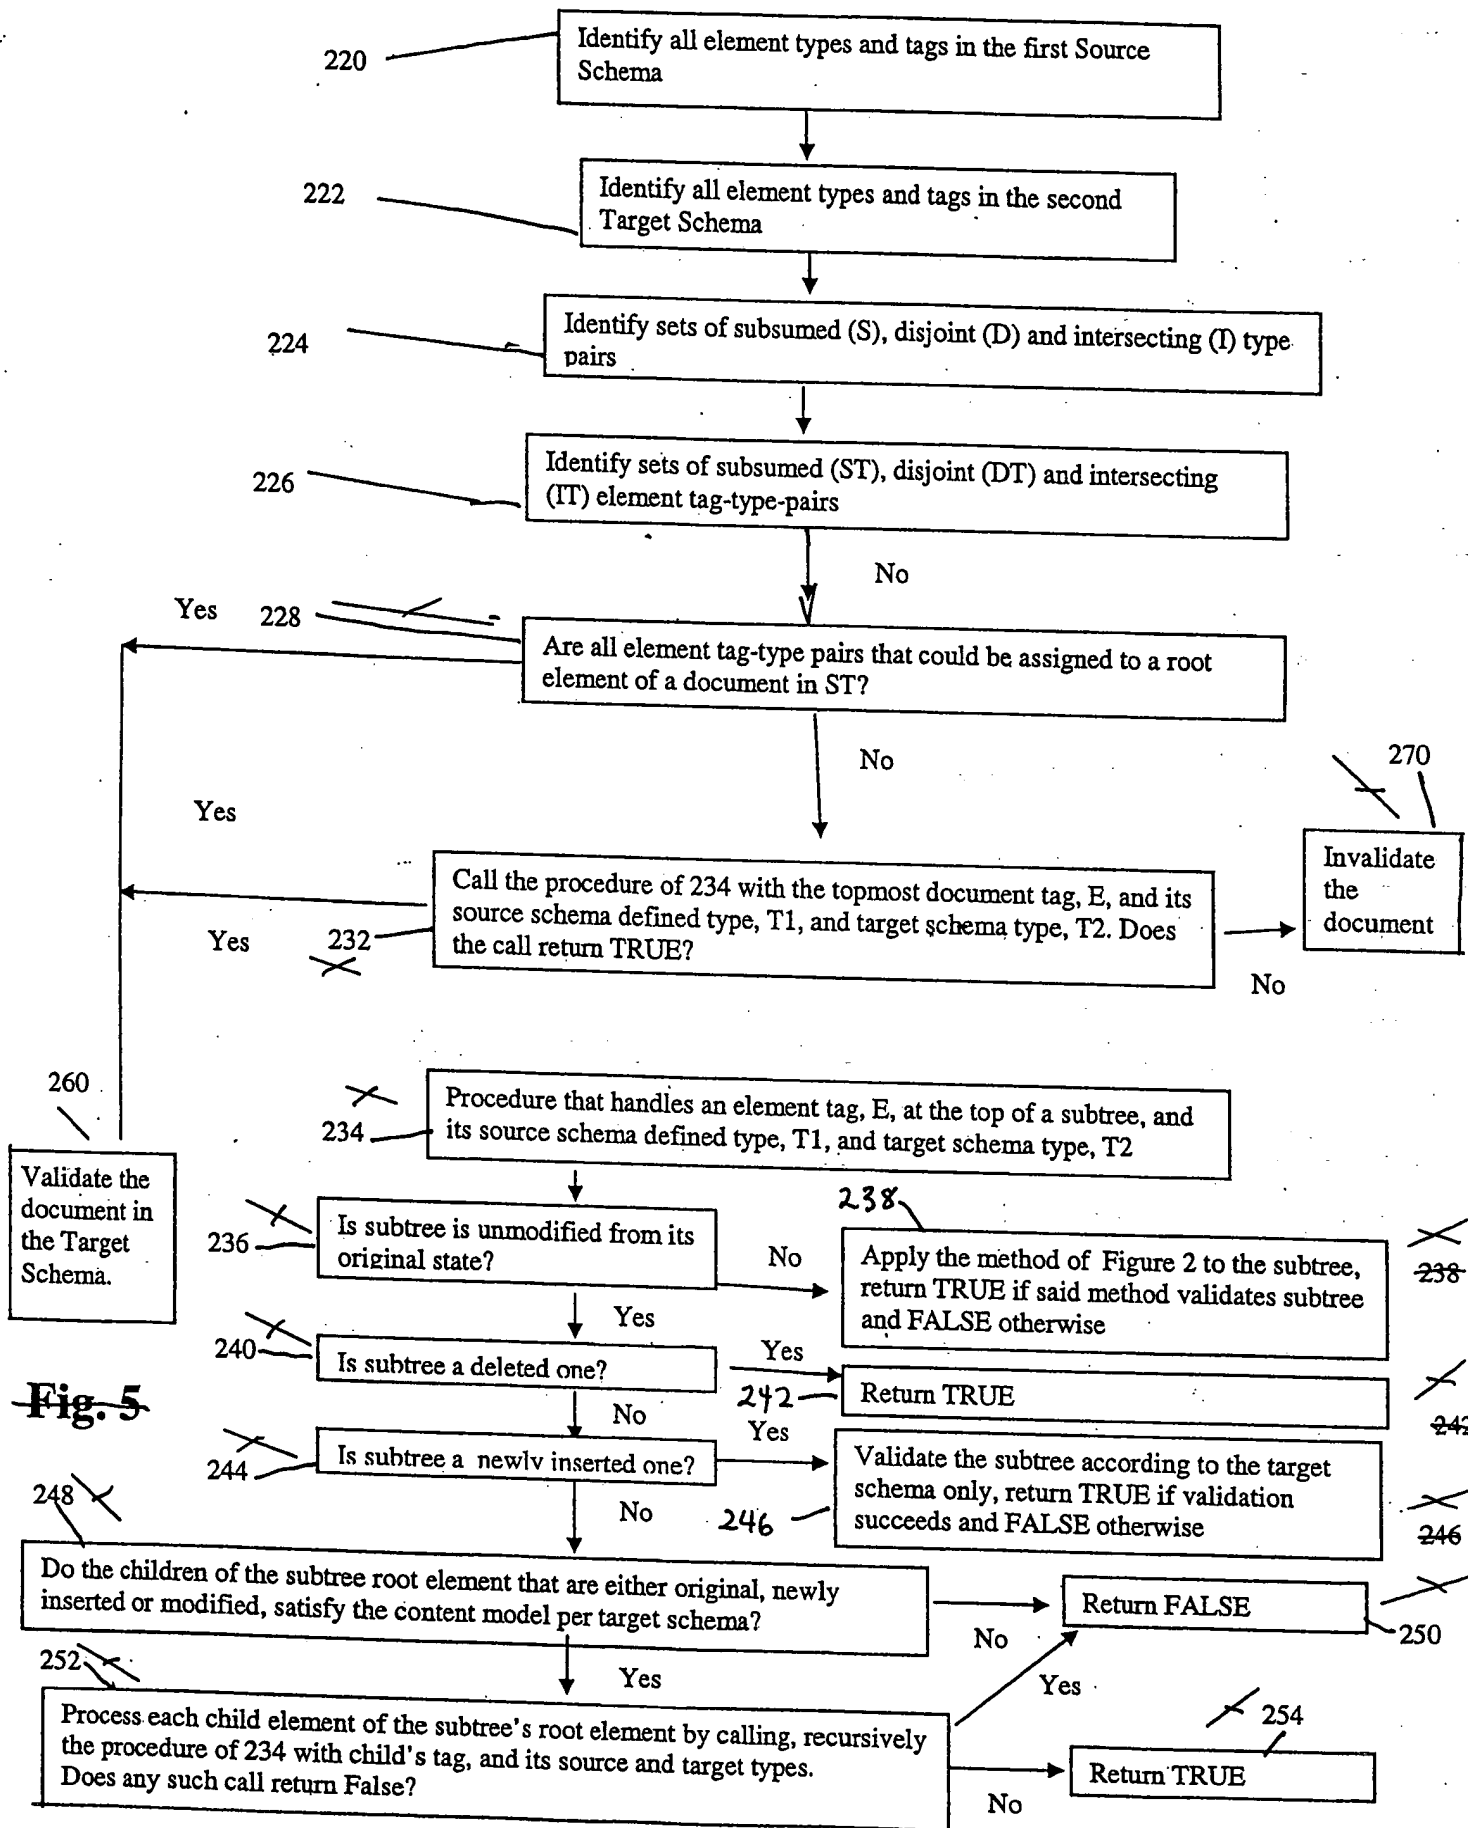 220
Identify all element types and tags in the first Source
Schema
222
Identify all element types and tags in the second
Target Schema
224
Identify sets of subsumed (S), disjoint (D) and intersecting (I) type
pairs
226
Identify sets of subsumed (ST), disjoint (DT) and intersecting
(IT) element tag-type-pairs
No
Yes
228
Are all element tag-type pairs that could be assigned to a root
element of a document in ST?
No
270
Invalidate
the
document
Yes
Call the procedure of 234 with the topmost document tag, E, and its
source schema defined type, T1, and target schema type, T2. Does
the call return TRUE?
Yes
232
No
260
Validate the
document in
the Target
Schema.
234
Procedure that handles an element tag, E, at the top of a subtree, and
its source schema defined type, T1, and target schema type, T2
236
Is subtree is unmodified from its
original state?
No
238
Apply the method of Figure 2 to the subtree,
return TRUE if said method validates subtree
and FALSE otherwise
238
Yes
240
Is subtree a deleted one?
Yes
242
Return TRUE
242
Fig. 5
No
244
Is subtree a newly inserted one?
Yes
246
Validate the subtree according to the target
schema only, return TRUE if validation
succeeds and FALSE otherwise
246
No
248
Do the children of the subtree root element that are either original, newly
inserted or modified, satisfy the content model per target schema?
No
Return FALSE
250
Yes
252
Process each child element of the subtree's root element by calling, recursively
the procedure of 234 with child's tag, and its source and target types.
Does any such call return False?
Yes
No
254
Return TRUE